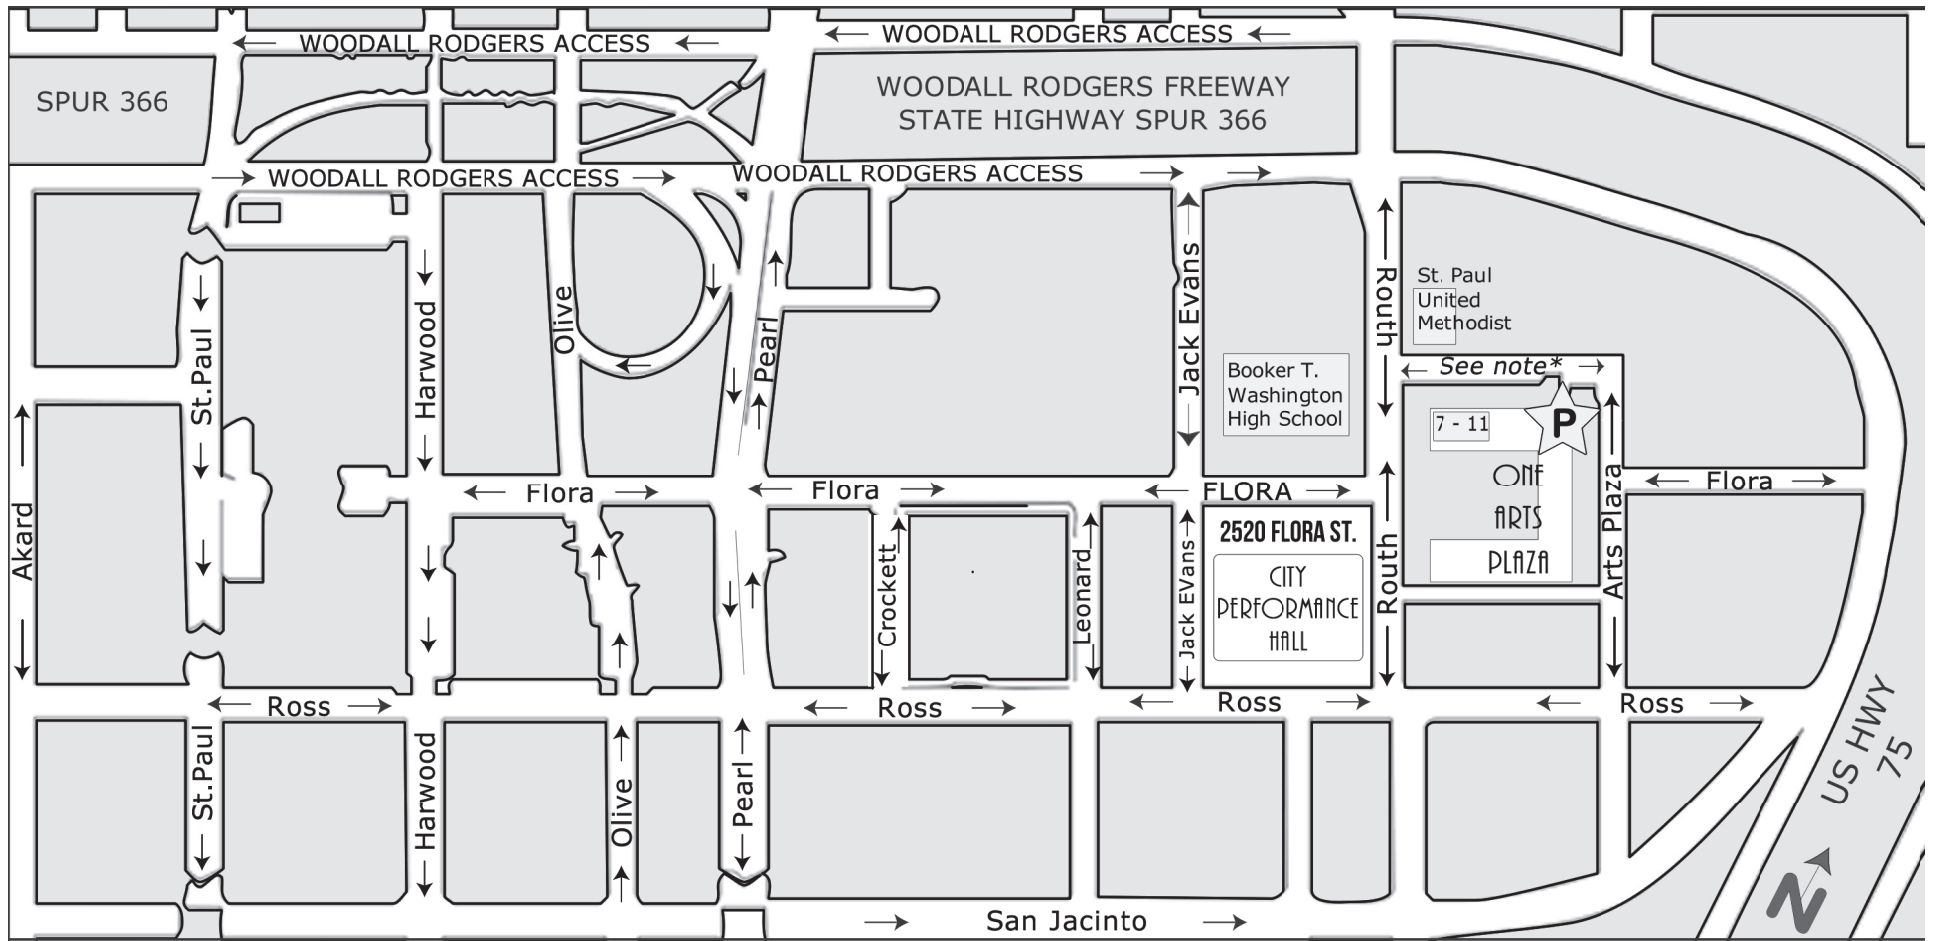 WOODALL RODGERS ACCESS
WOODALL RODGERS ACCESS
SPUR 366
WOODALL RODGERS FREEWAY
STATE HIGHWAY SPUR 366
WOODALL RODGERS ACCESS
WOODALL RODGERS ACCESS
St.Paul
Harwood
Olive
Pearl
Jack Evans
Routh
St. Paul
United
Methodist
Booker T.
Washington
High School
See note*
P
7 - 11
ONE
ARTS
PLAZA
Arts Plaza
Akard
Flora
Flora
FLORA
Flora
Crockett
Leonard
Jack Evans
2520 FLORA ST.
CITY
PERFORMANCE
HALL
Routh
Ross
Ross
Ross
Ross
St.Paul
Harwood
Olive
Pearl
US HWY
75
San Jacinto
N